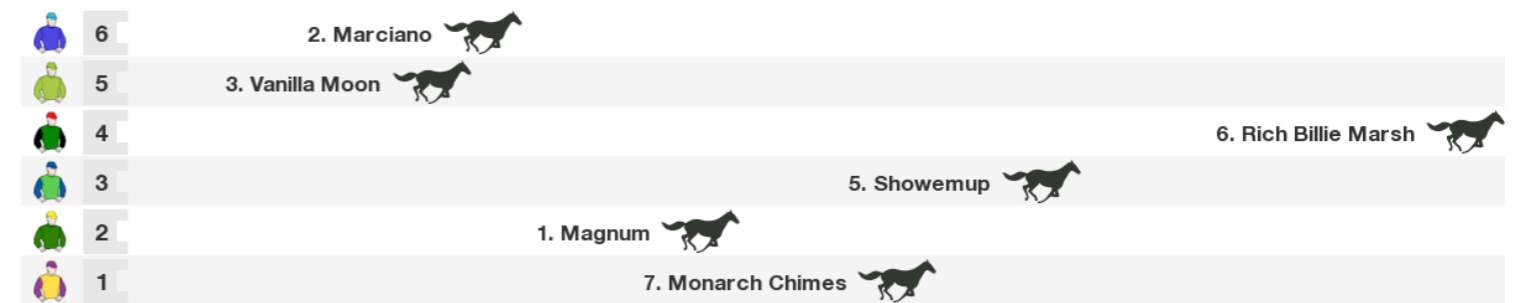 6 2. Marciano
5 3. Vanilla Moon
4 6. Rich Billie Marsh
3 5. Showemup
2 1. Magnum
1 7. Monarch Chimes